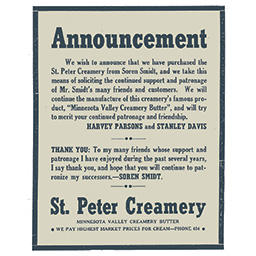 Announcement
We wish to announce that we have purchased the
St. Peter Creamery from Soren Smidt, and we take this
means of soliciting the continued support and patronage
of Mr. Smidt's many friends and customers. We will
continue the manufacture of this creamery's famous pro-
duct, "Minnesota Valley Creamery Butter", and will try
to merit your continued patronage and friendship.
HARVEY PARSONS and STANLEY DAVIS
THANK YOU: To my many friends whose support and
patronage I have enjoyed during the past several years,
I say thank you, and hope that you will continue to pat-
ronize my successors.—SOREN SMIDT.
St. Peter Creamery
MINNESOTA VALLEY CREAMERY BUTTER
• WE PAY HIGHEST MARKET PRICES FOR CREAM—PHONE 404 •